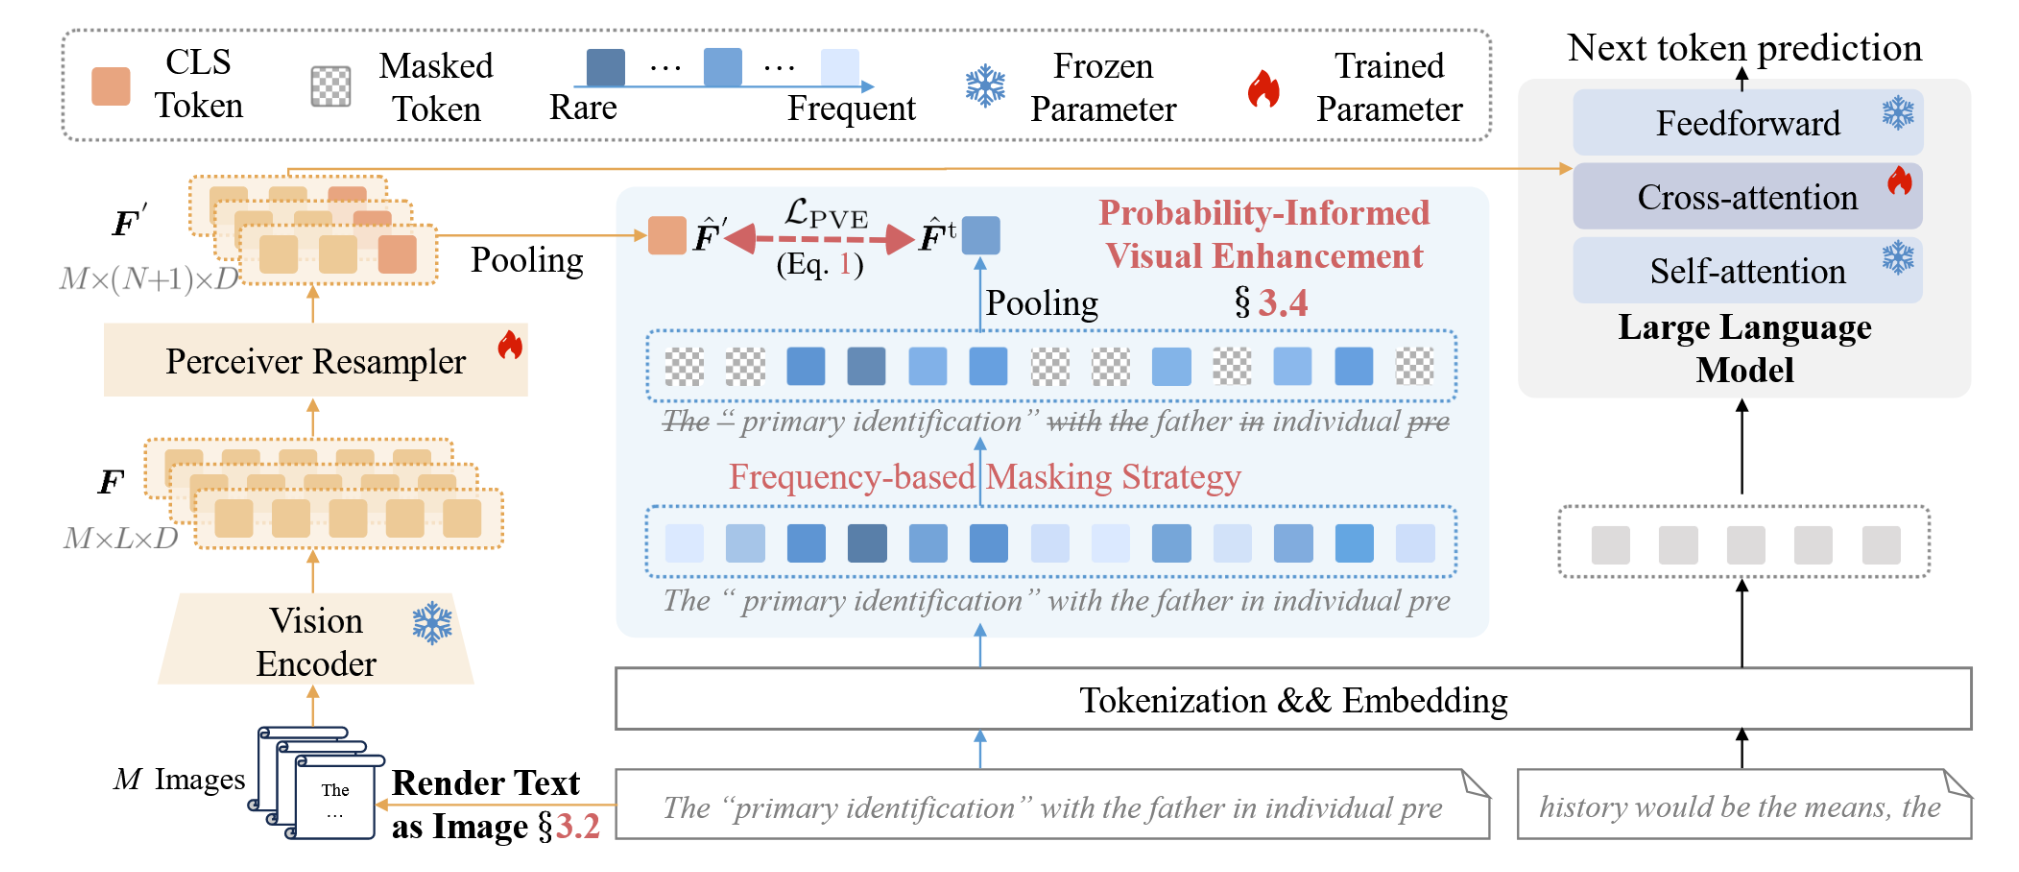 CLS
Token
Masked
Token
... ...
Rare
Frequent
Frozen
Parameter
Trained
Parameter
Next token prediction
Feedforward
Cross-attention
Self-attention
Large Language
Model
F′
M×(N+1)×D
Pooling
F̂′
ℒPVE
(Eq. 1)
F̂ᵗ
Probability-Informed
Visual Enhancement
§ 3.4
Pooling
Perceiver Resampler
The “ primary identification” with the father in individual pre
Frequency-based Masking Strategy
F
M×L×D
The “ primary identification” with the father in individual pre
Vision
Encoder
Tokenization && Embedding
M Images
The
...
Render Text
as Image §3.2
The “primary identification” with the father in individual pre
history would be the means, the